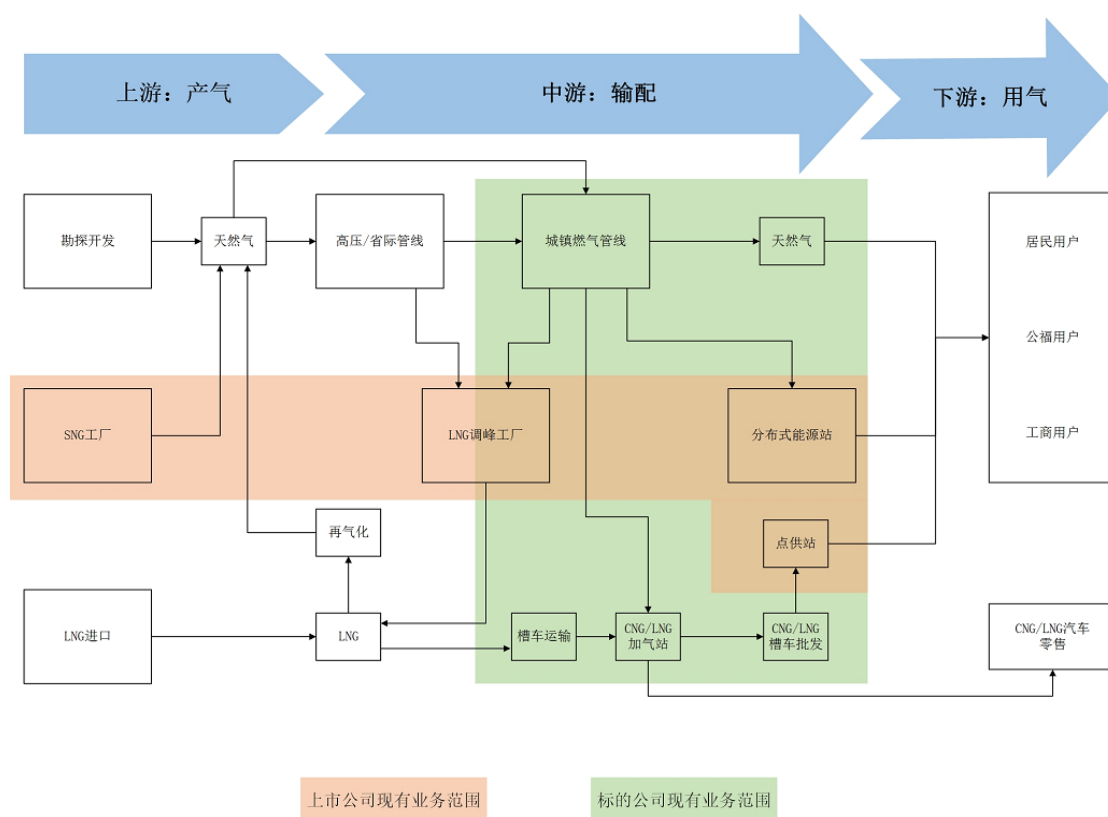 上游：产气
中游：输配
下游：用气
勘探开发
天然气
高压/省际管线
城镇燃气管线
天然气
居民用户
公福用户
工商用户
SNG工厂
LNG调峰工厂
分布式能源站
再气化
点供站
LNG进口
LNG
槽车运输
CNG/LNG
加气站
CNG/LNG
槽车批发
CNG/LNG汽车
零售
上市公司现有业务范围
标的公司现有业务范围